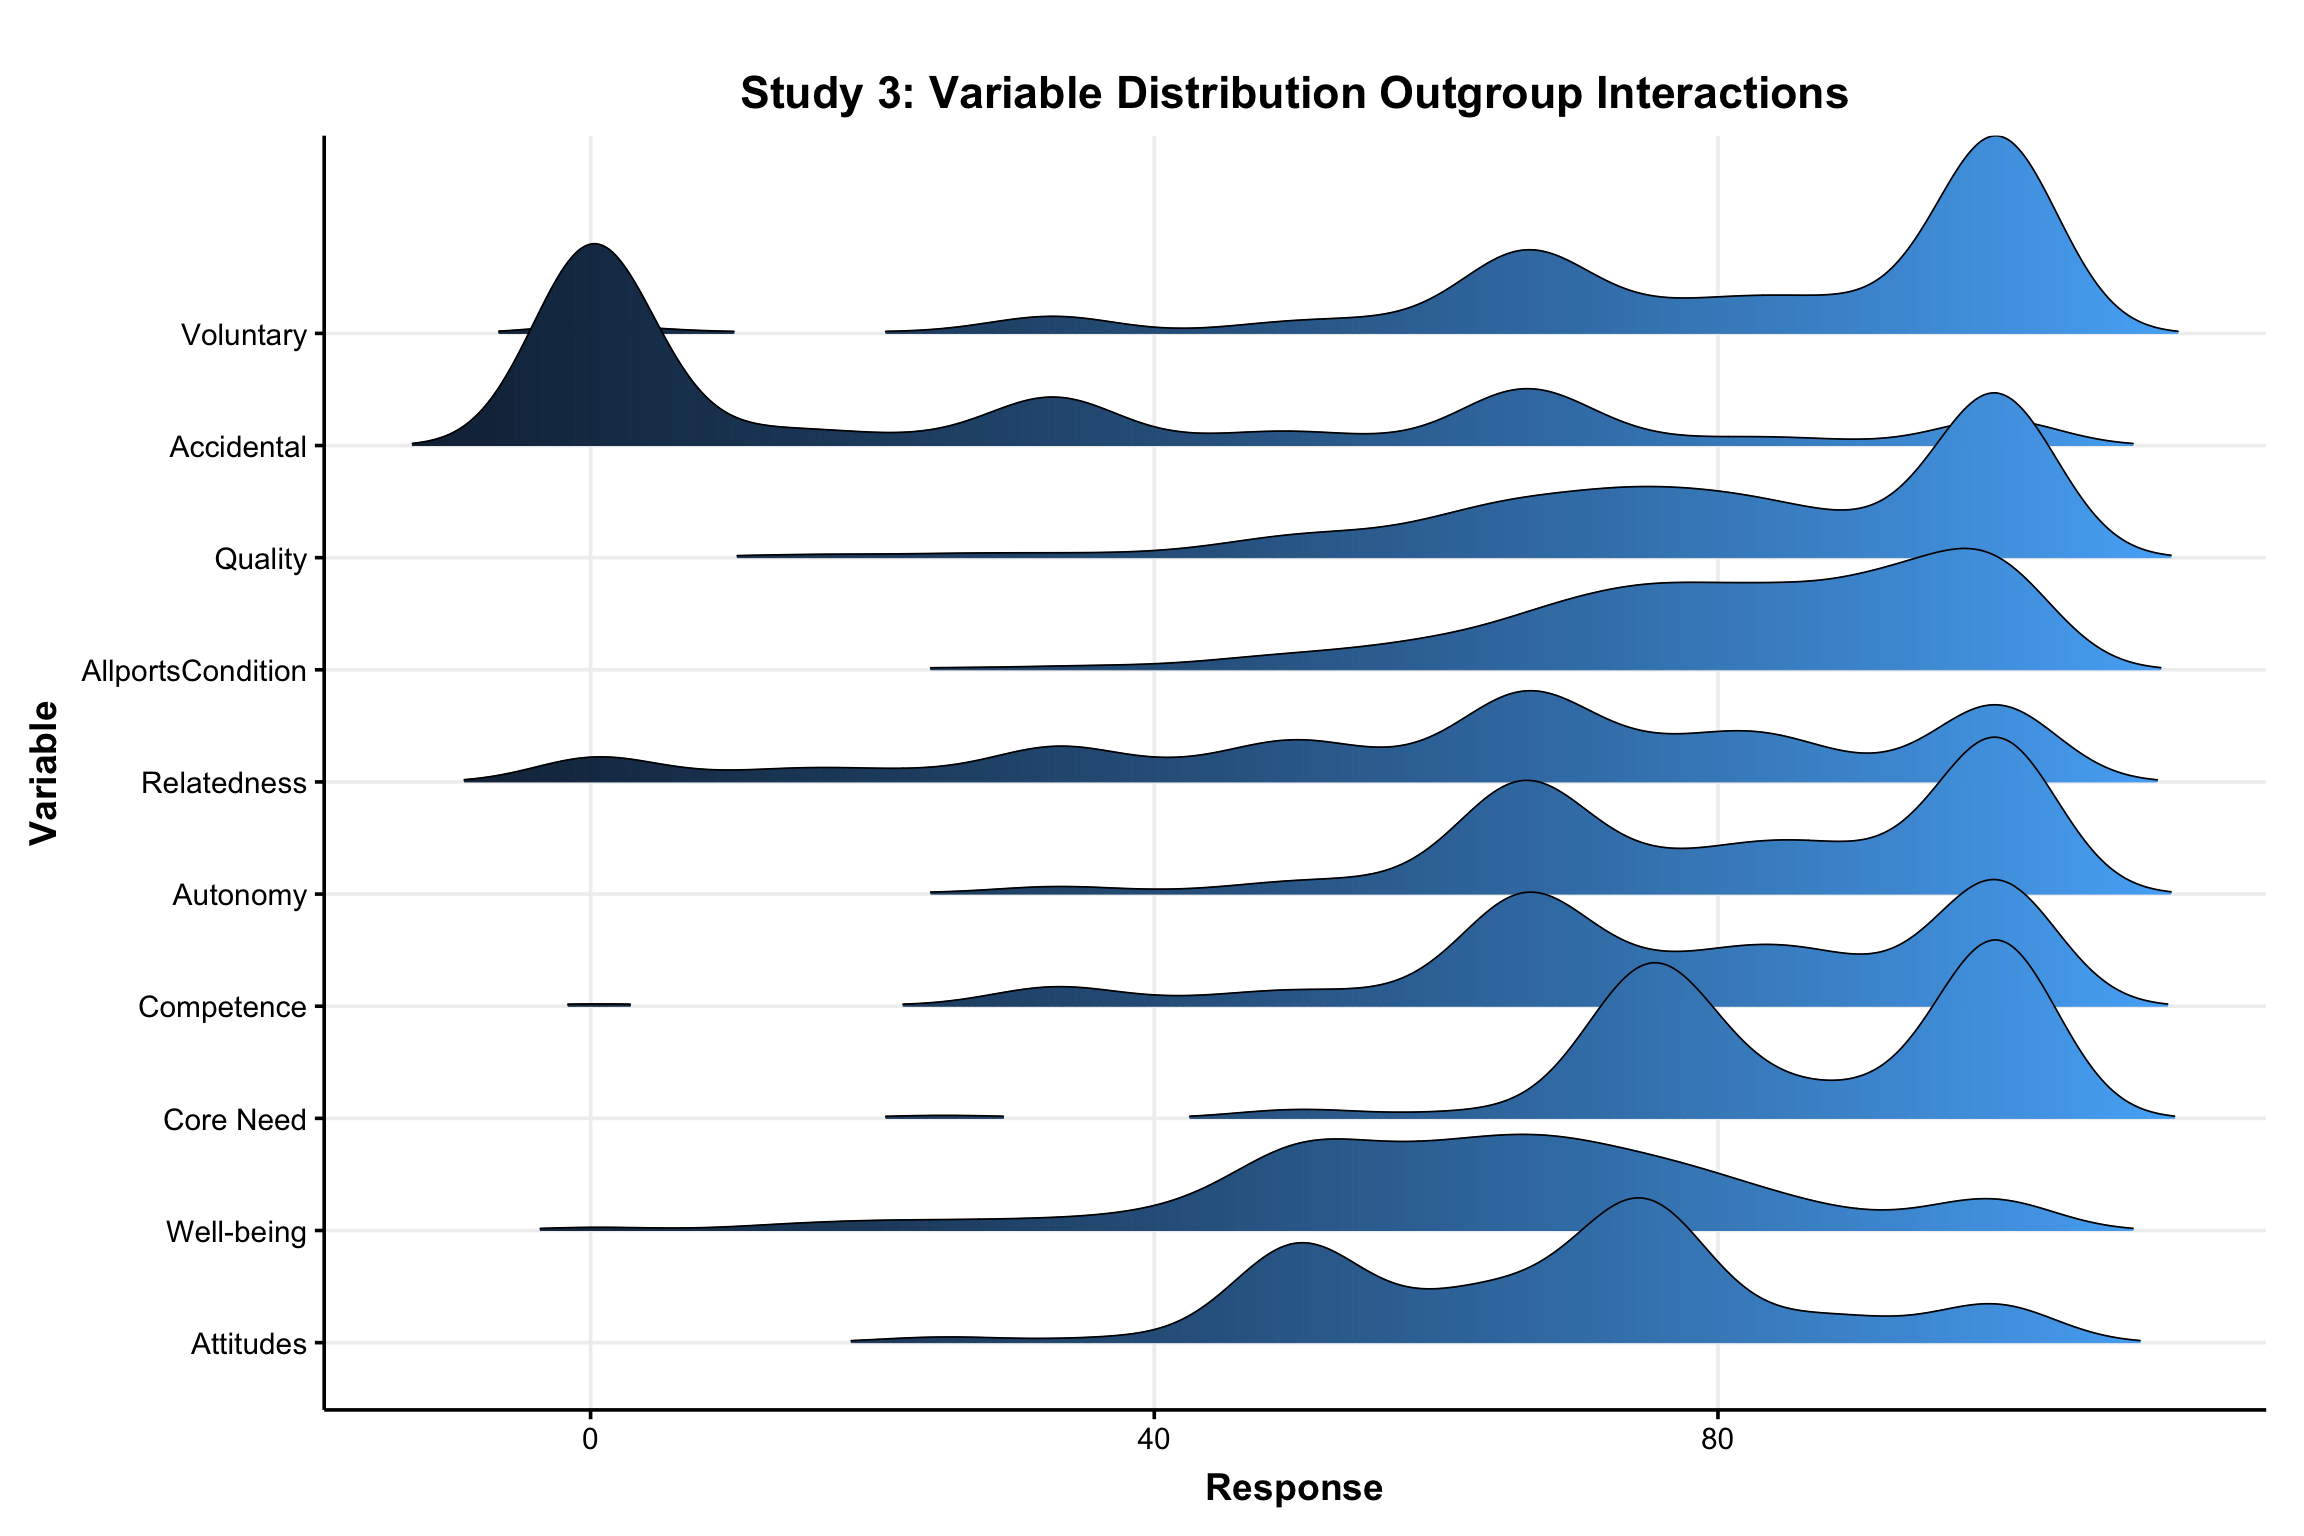 Study 3: Variable Distribution Outgroup Interactions
Voluntary
Accidental
Quality
AllportsCondition
Relatedness
Autonomy
Competence
Core Need
Well-being
Attitudes
Variable
0
40
80
Response